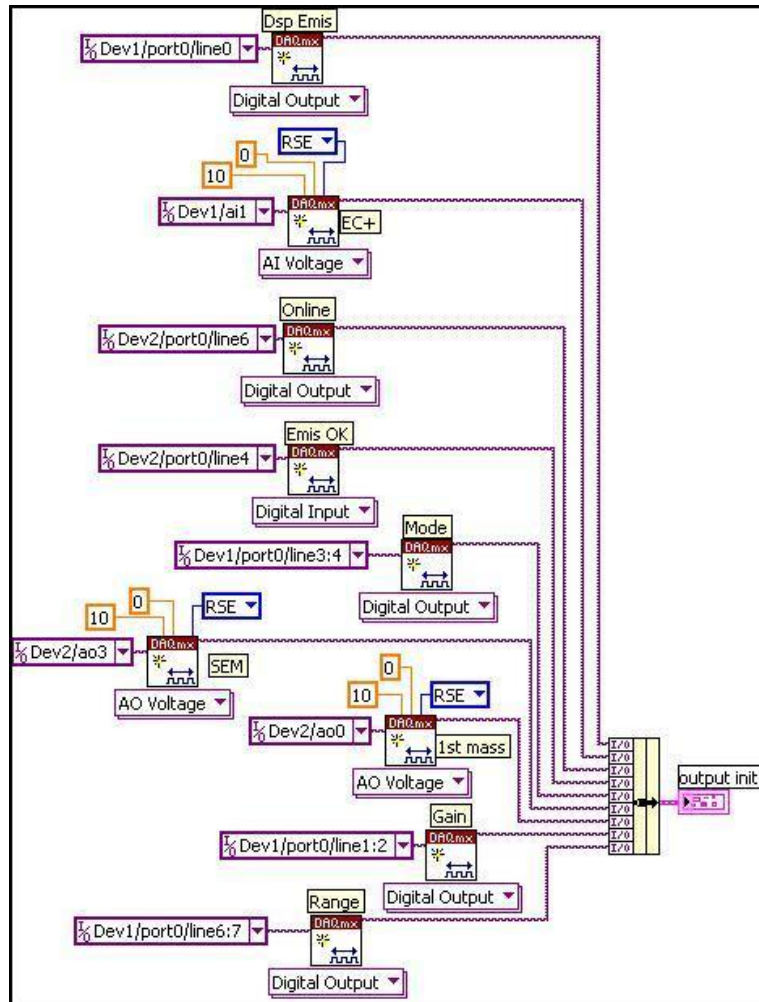 Dsp Emis
DAQmx
I/O Dev1/port0/line0
Digital Output
RSE
0
10
DAQmx
I/O Dev1/ai1
EC+
AI Voltage
Online
DAQmx
I/O Dev2/port0/line6
Digital Output
Emis OK
DAQmx
I/O Dev2/port0/line4
Digital Input
Mode
DAQmx
I/O Dev1/port0/line3:4
Digital Output
0
RSE
10
DAQmx
I/O Dev2/ao3
SEM
AO Voltage
0
10
RSE
DAQmx
I/O Dev2/ao0
1st mass
AO Voltage
I/O
I/O
I/O
I/O
I/O
I/O
I/O
I/O
I/O
output init
Gain
DAQmx
I/O Dev1/port0/line1:2
Digital Output
Range
DAQmx
I/O Dev1/port0/line6:7
Digital Output